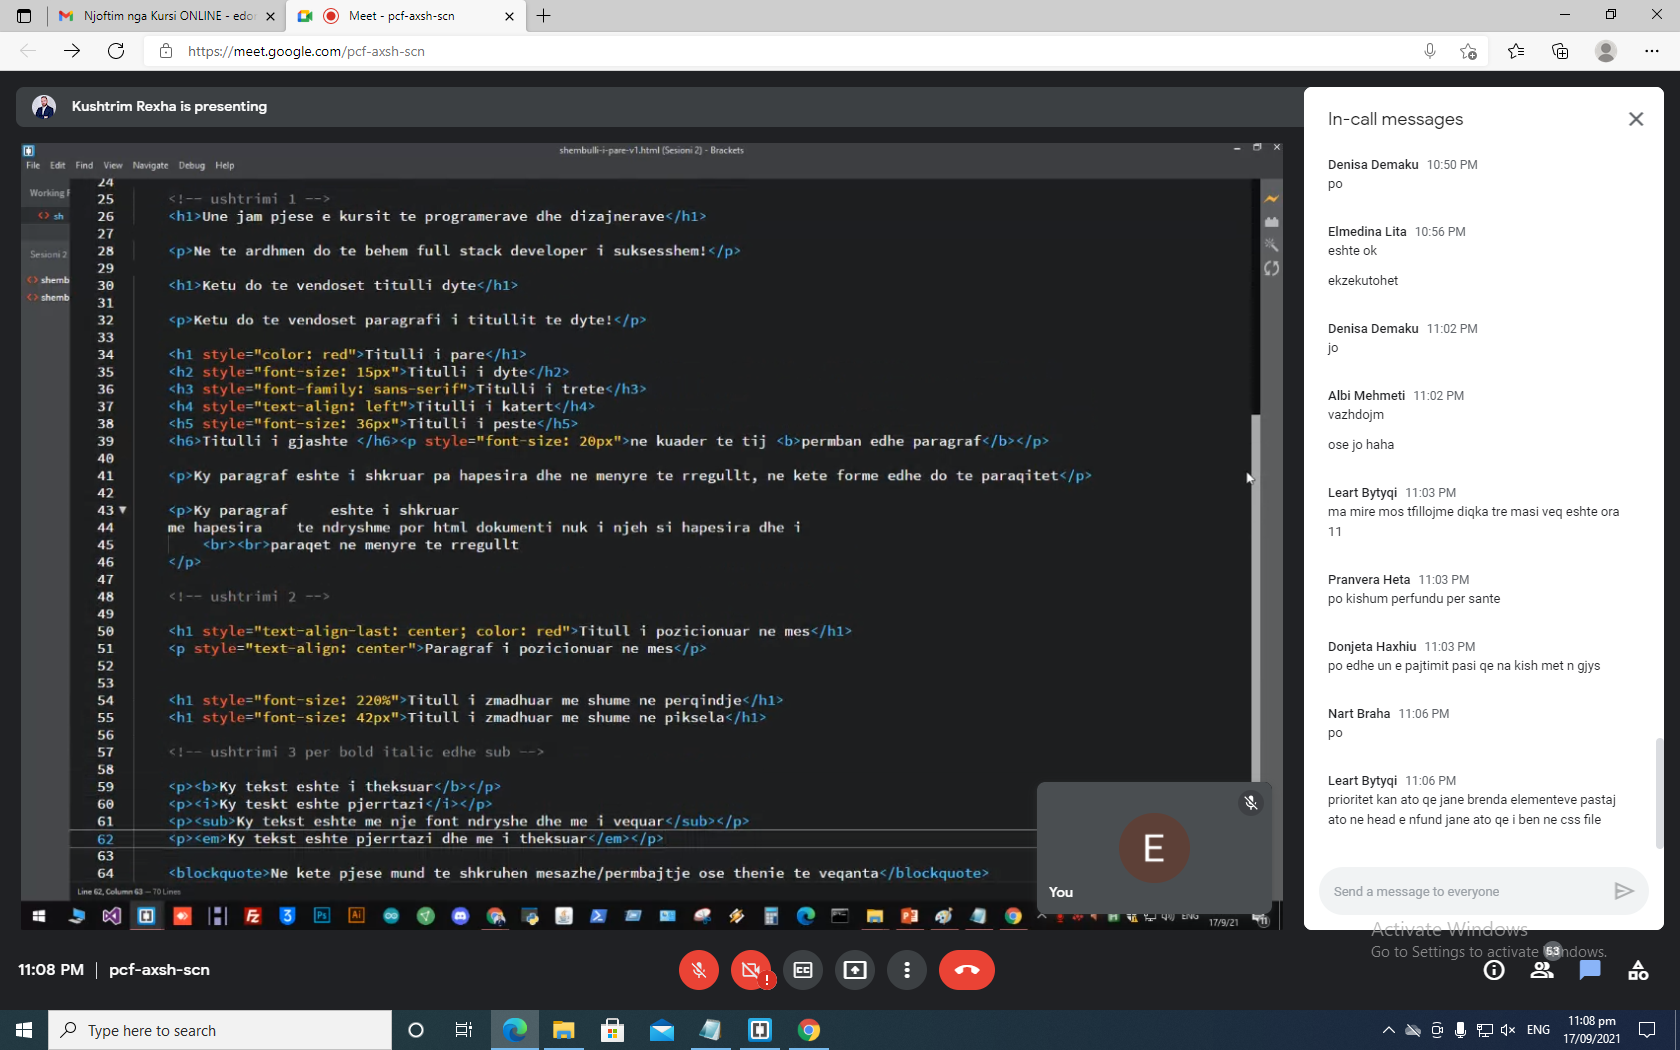 Njoftim nga Kursi ONLINE - edo
Meet - pcf-axsh-scn
https://meet.google.com/pcf-axsh-scn
Kushtrim Rexha is presenting
shembulli-i-pare-v1.html (Sesioni 2) - Brackets
File Edit Find View Navigate Debug Help
Working F
sh
Sesioni 2
shemb
shemb
24
25 <!-- ushtrimi 1 -->
26 <h1>Une jam pjese e kursit te programerave dhe dizajnerave</h1>
27
28 <p>Ne te ardhmen do te behem full stack developer i suksesshem!</p>
29
30 <h1>Ketu do te vendoset titulli dyte</h1>
31
32 <p>Ketu do te vendoset paragrafi i titullit te dyte!</p>
33
34 <h1 style="color: red">Titulli i pare</h1>
35 <h2 style="font-size: 15px">Titulli i dyte</h2>
36 <h3 style="font-family: sans-serif">Titulli i trete</h3>
37 <h4 style="text-align: left">Titulli i katert</h4>
38 <h5 style="font-size: 36px">Titulli i peste</h5>
39 <h6>Titulli i gjashte </h6><p style="font-size: 20px">ne kuader te tij <b>permban edhe paragraf</b></p>
40
41 <p>Ky paragraf eshte i shkruar pa hapesira dhe ne menyre te rregullt, ne kete forme edhe do te paraqitet</p>
42
43 <p>Ky paragraf     eshte i shkruar
44 me hapesira    te ndryshme por html dokumenti nuk i njeh si hapesira dhe i
45 <br><br>paraqet ne menyre te rregullt
46 </p>
47
48 <!-- ushtrimi 2 -->
49
50 <h1 style="text-align-last: center; color: red">Titull i pozicionuar ne mes</h1>
51 <p style="text-align: center">Paragraf i pozicionuar ne mes</p>
52
53
54 <h1 style="font-size: 220%">Titull i zmadhuar me shume ne perqindje</h1>
55 <h1 style="font-size: 42px">Titull i zmadhuar me shume ne piksela</h1>
56
57 <!-- ushtrimi 3 per bold italic edhe sub -->
58
59 <p><b>Ky tekst eshte i theksuar</b></p>
60 <p><i>Ky teskt eshte pjerrtazi</i></p>
61 <p><sub>Ky tekst eshte me nje font ndryshe dhe me i vequar</sub></p>
62 <p><em>Ky tekst eshte pjerrtazi dhe me i theksuar</em></p>
63
64 <blockquote>Ne kete pjese mund te shkruhen mesazhe/permbajtje ose thenie te veqanta</blockquote>
Line 62, Column 63 — 70 Lines
ENG
17/9/21
11
E
You
In-call messages
Denisa Demaku 10:50 PM
po
Elmedina Lita 10:56 PM
eshte ok
ekzekutohet
Denisa Demaku 11:02 PM
jo
Albi Mehmeti 11:02 PM
vazhdojm
ose jo haha
Leart Bytyqi 11:03 PM
ma mire mos tfillojme diqka tre masi veq eshte ora
11
Pranvera Heta 11:03 PM
po kishum perfundu per sante
Donjeta Haxhiu 11:03 PM
po edhe un e pajtimit pasi qe na kish met n gjys
Nart Braha 11:06 PM
po
Leart Bytyqi 11:06 PM
prioritet kan ato qe jane brenda elementeve pastaj
ato ne head e nfund jane ato qe i ben ne css file
Send a message to everyone
Activate Windows
Go to Settings to activate Windows.
53
11:08 PM | pcf-axsh-scn
Type here to search
ENG
11:08 pm
17/09/2021